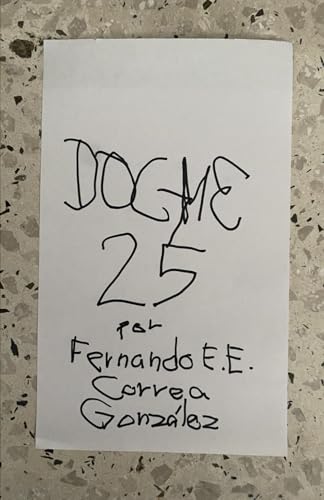 DOGME
25
por
Fernando E.E.
Correa
González